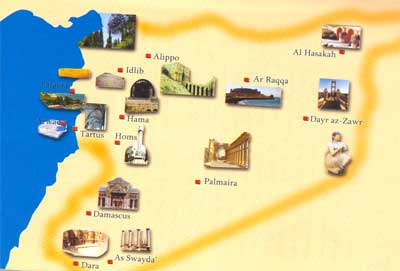 Al Hasakah
Alippo
Idlib
Ar Raqqa
Hama
Dayr az-Zawr
Tartus
Homs
Palmaira
Damascus
As Swayda'
Dara